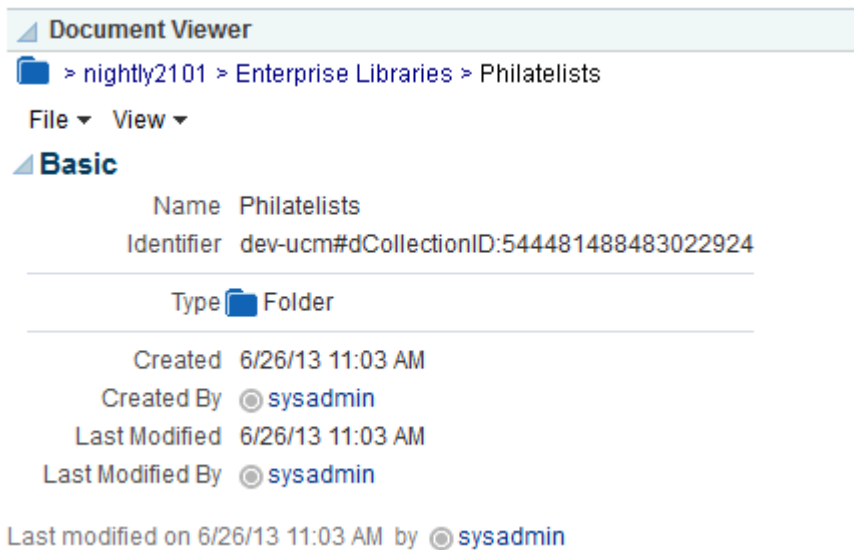 Document Viewer
> nightly2101 > Enterprise Libraries > Philatelists
File View
Basic
Name Philatelists
Identifier dev-ucm#dCollectionID:544481488483022924
Type Folder
Created 6/26/13 11:03 AM
Created By sysadmin
Last Modified 6/26/13 11:03 AM
Last Modified By sysadmin
Last modified on 6/26/13 11:03 AM by sysadmin